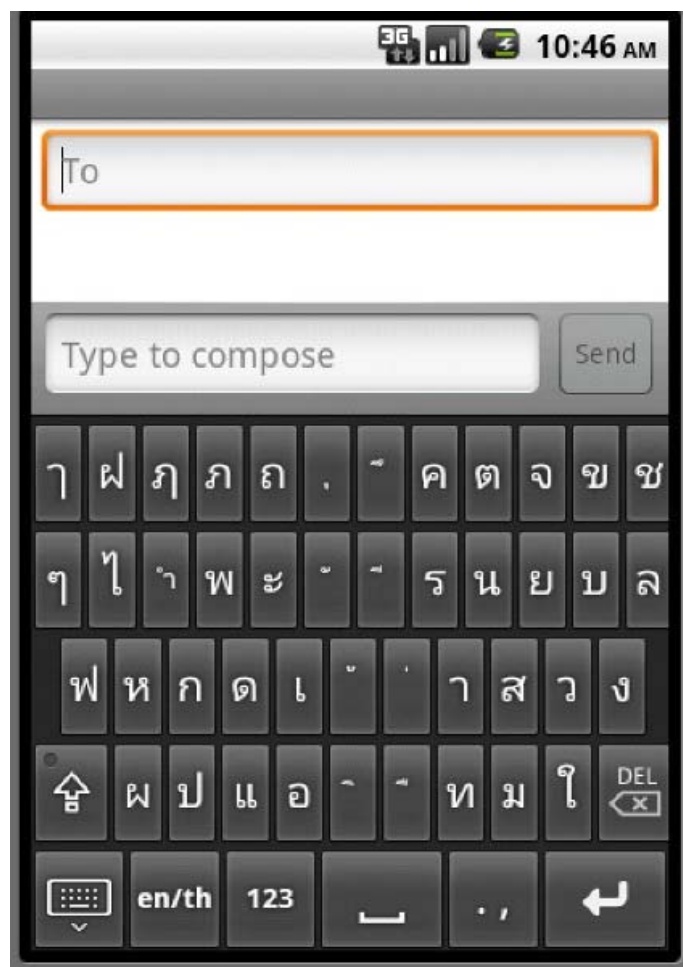 3G 10:46 AM
To
Type to compose Send
ๅ ฝ ฦ ภ ถ ุ ึ ค ต จ ข ช
ๆ ไ ำ พ ะ ั ี ร น ย บ ล
ฟ ห ก ด เ ้ ่ า ส ว ง
ผ ป แ อ ิ ื ท ม ใ DEL
en/th 123 . ,